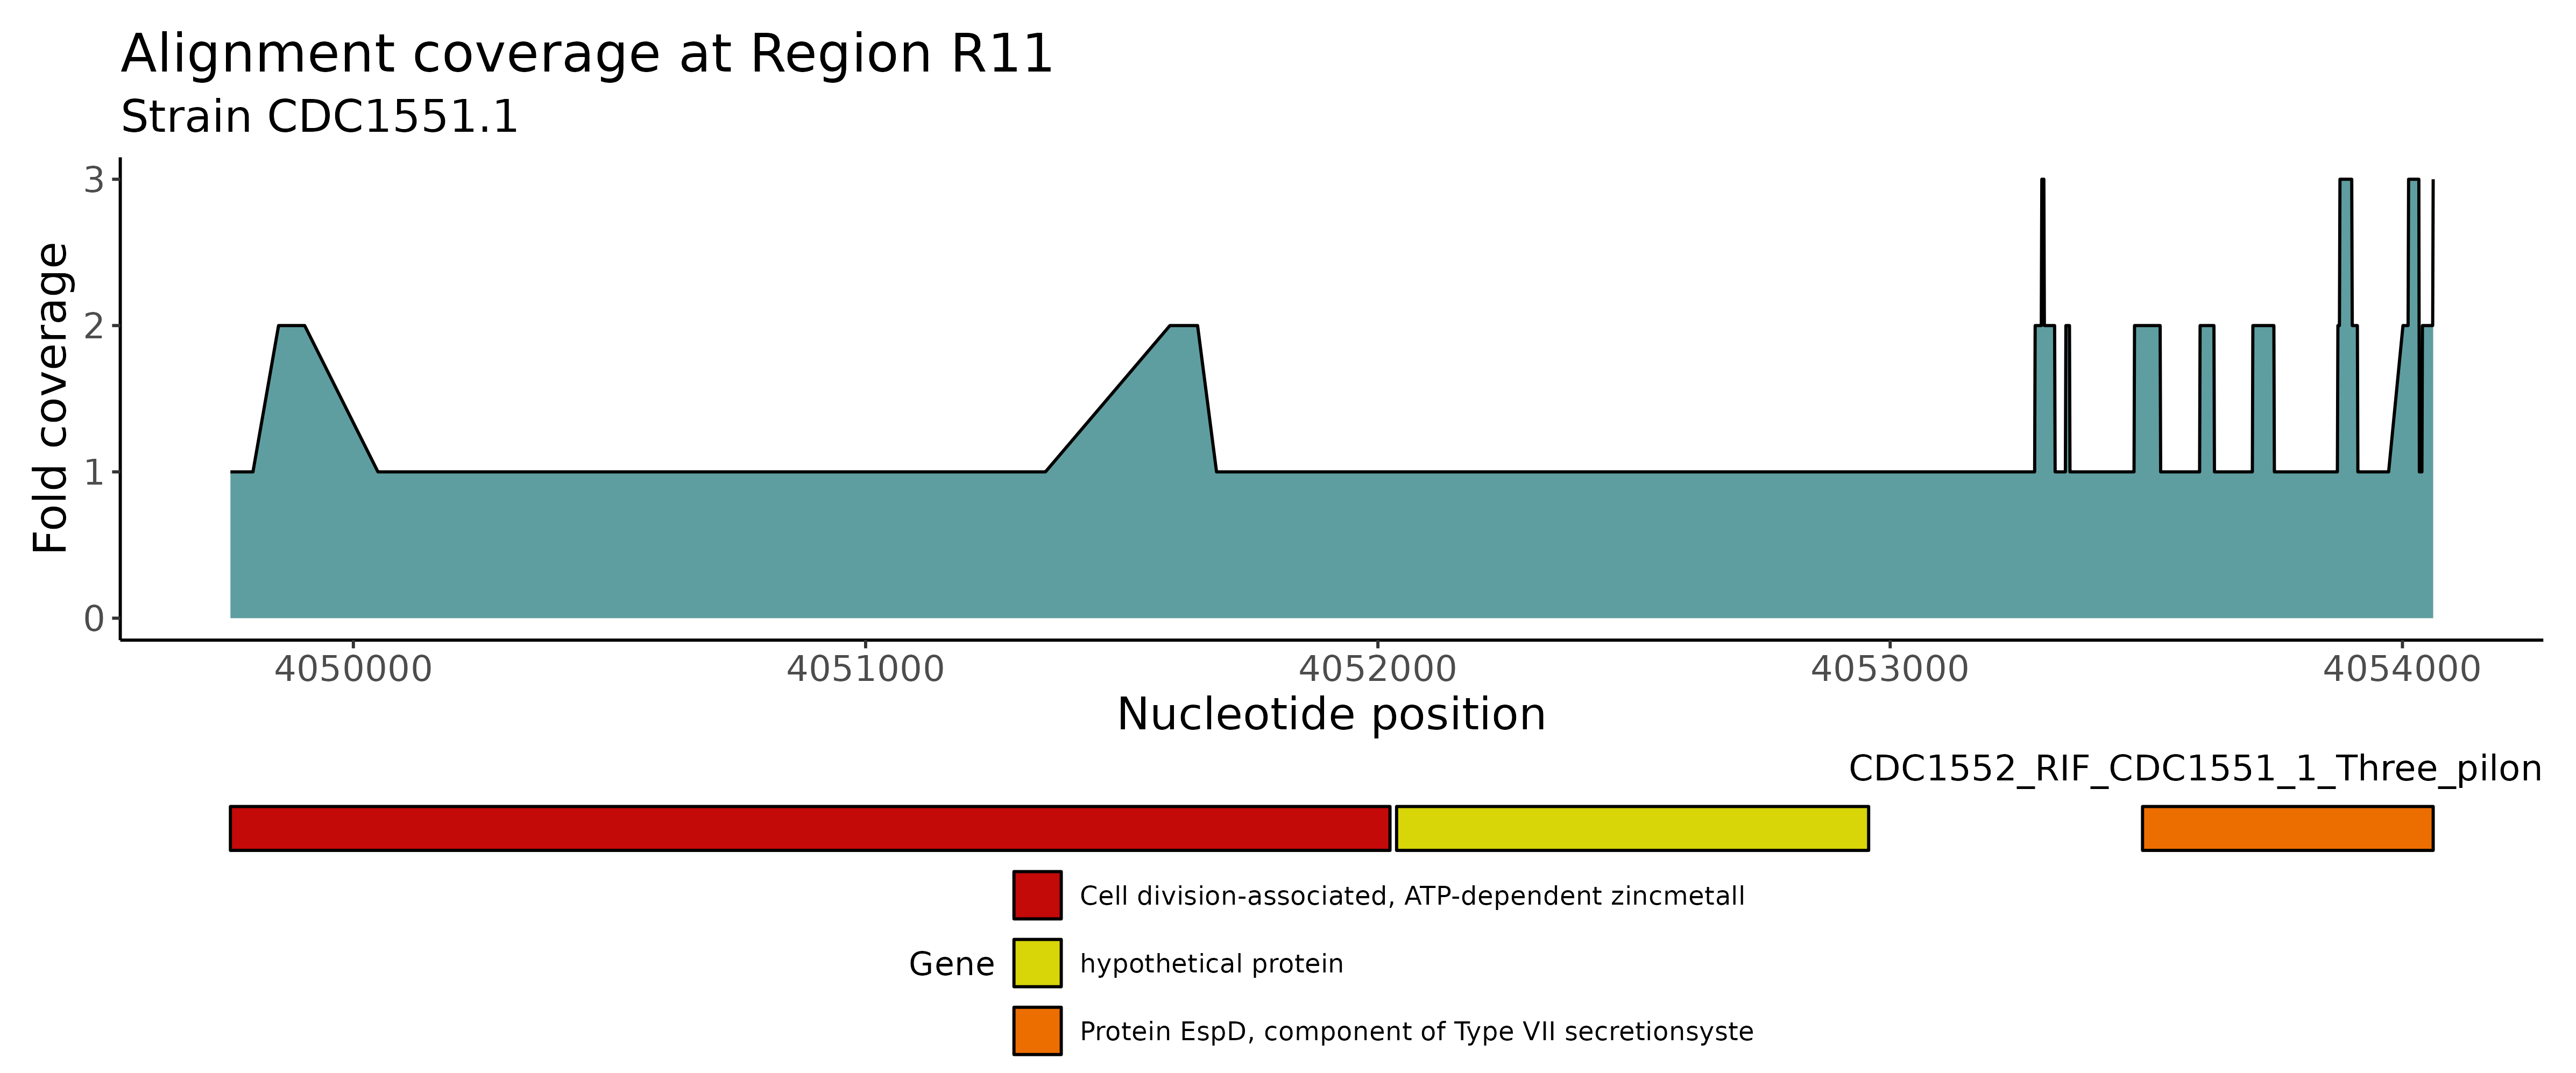 Alignment coverage at Region R11
Strain CDC1551.1
Fold coverage
3
2
1
0
4050000 4051000 4052000 4053000 4054000
Nucleotide position
CDC1552_RIF_CDC1551_1_Three_pilon
Gene
Cell division-associated, ATP-dependent zincmetall
hypothetical protein
Protein EspD, component of Type VII secretionsyste